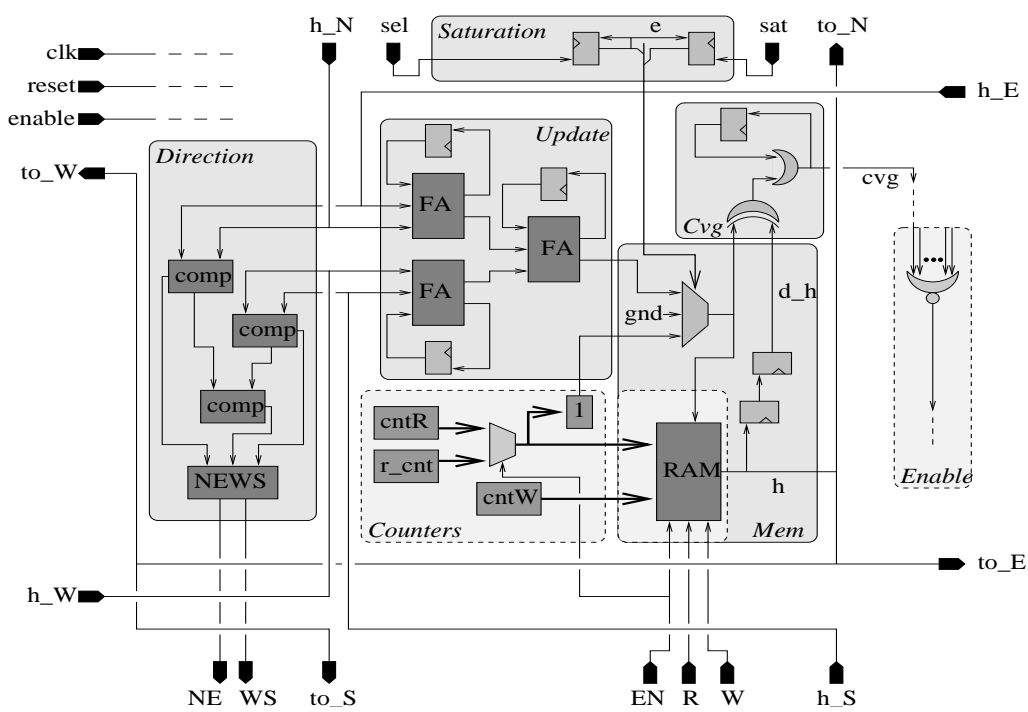 h_N sel Saturation e sat to_N
clk
reset
enable
h_E
Direction
Update
to_W
cvg
FA
FA
Cvg
comp
FA
...
d_h
gnd
comp
comp
1
cntR
r_cnt
RAM
NEWS
h
Enable
cntW
Counters
Mem
to_E
h_W
NE WS to_S EN R W h_S